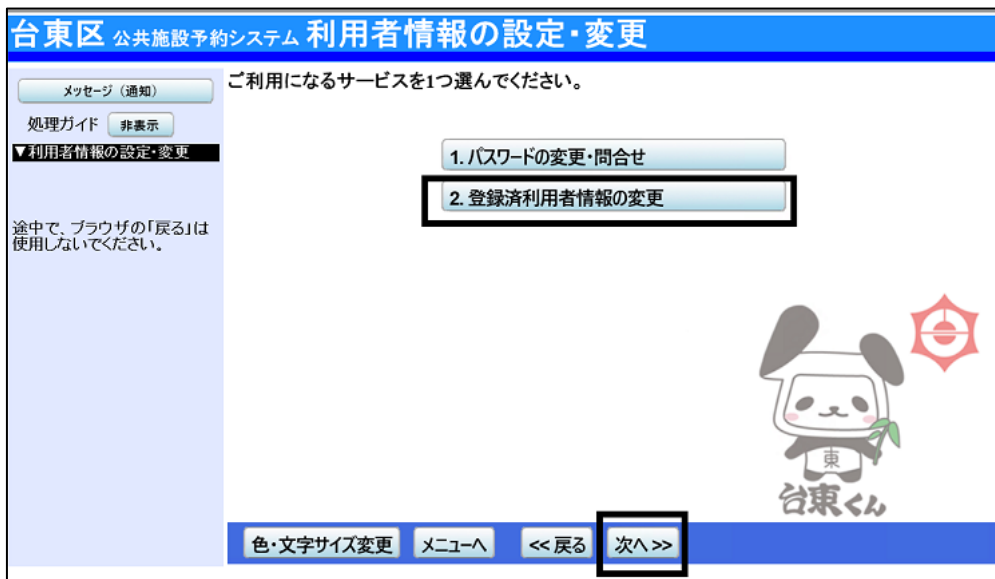 台東区 公共施設予約システム 利用者情報の設定・変更
メッセージ（通知）
処理ガイド 非表示
▼利用者情報の設定・変更
途中で、ブラウザの「戻る」は
使用しないでください。
ご利用になるサービスを1つ選んでください。
1. パスワードの変更・問合せ
2. 登録済利用者情報の変更
東
台東くん
色・文字サイズ変更 メニューへ << 戻る 次へ >>